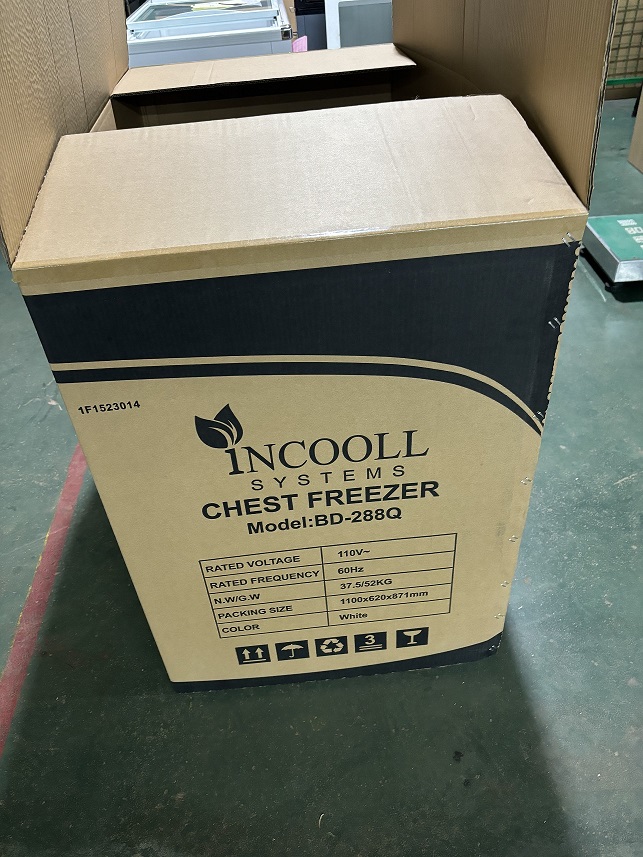 1F1523014
INCOOLL
SYSTEMS
CHEST FREEZER
Model:BD-288Q
RATED VOLTAGE 110V~
RATED FREQUENCY 60Hz
N.W/G.W 37.5/52KG
PACKING SIZE 1100x620x871mm
COLOR White
3